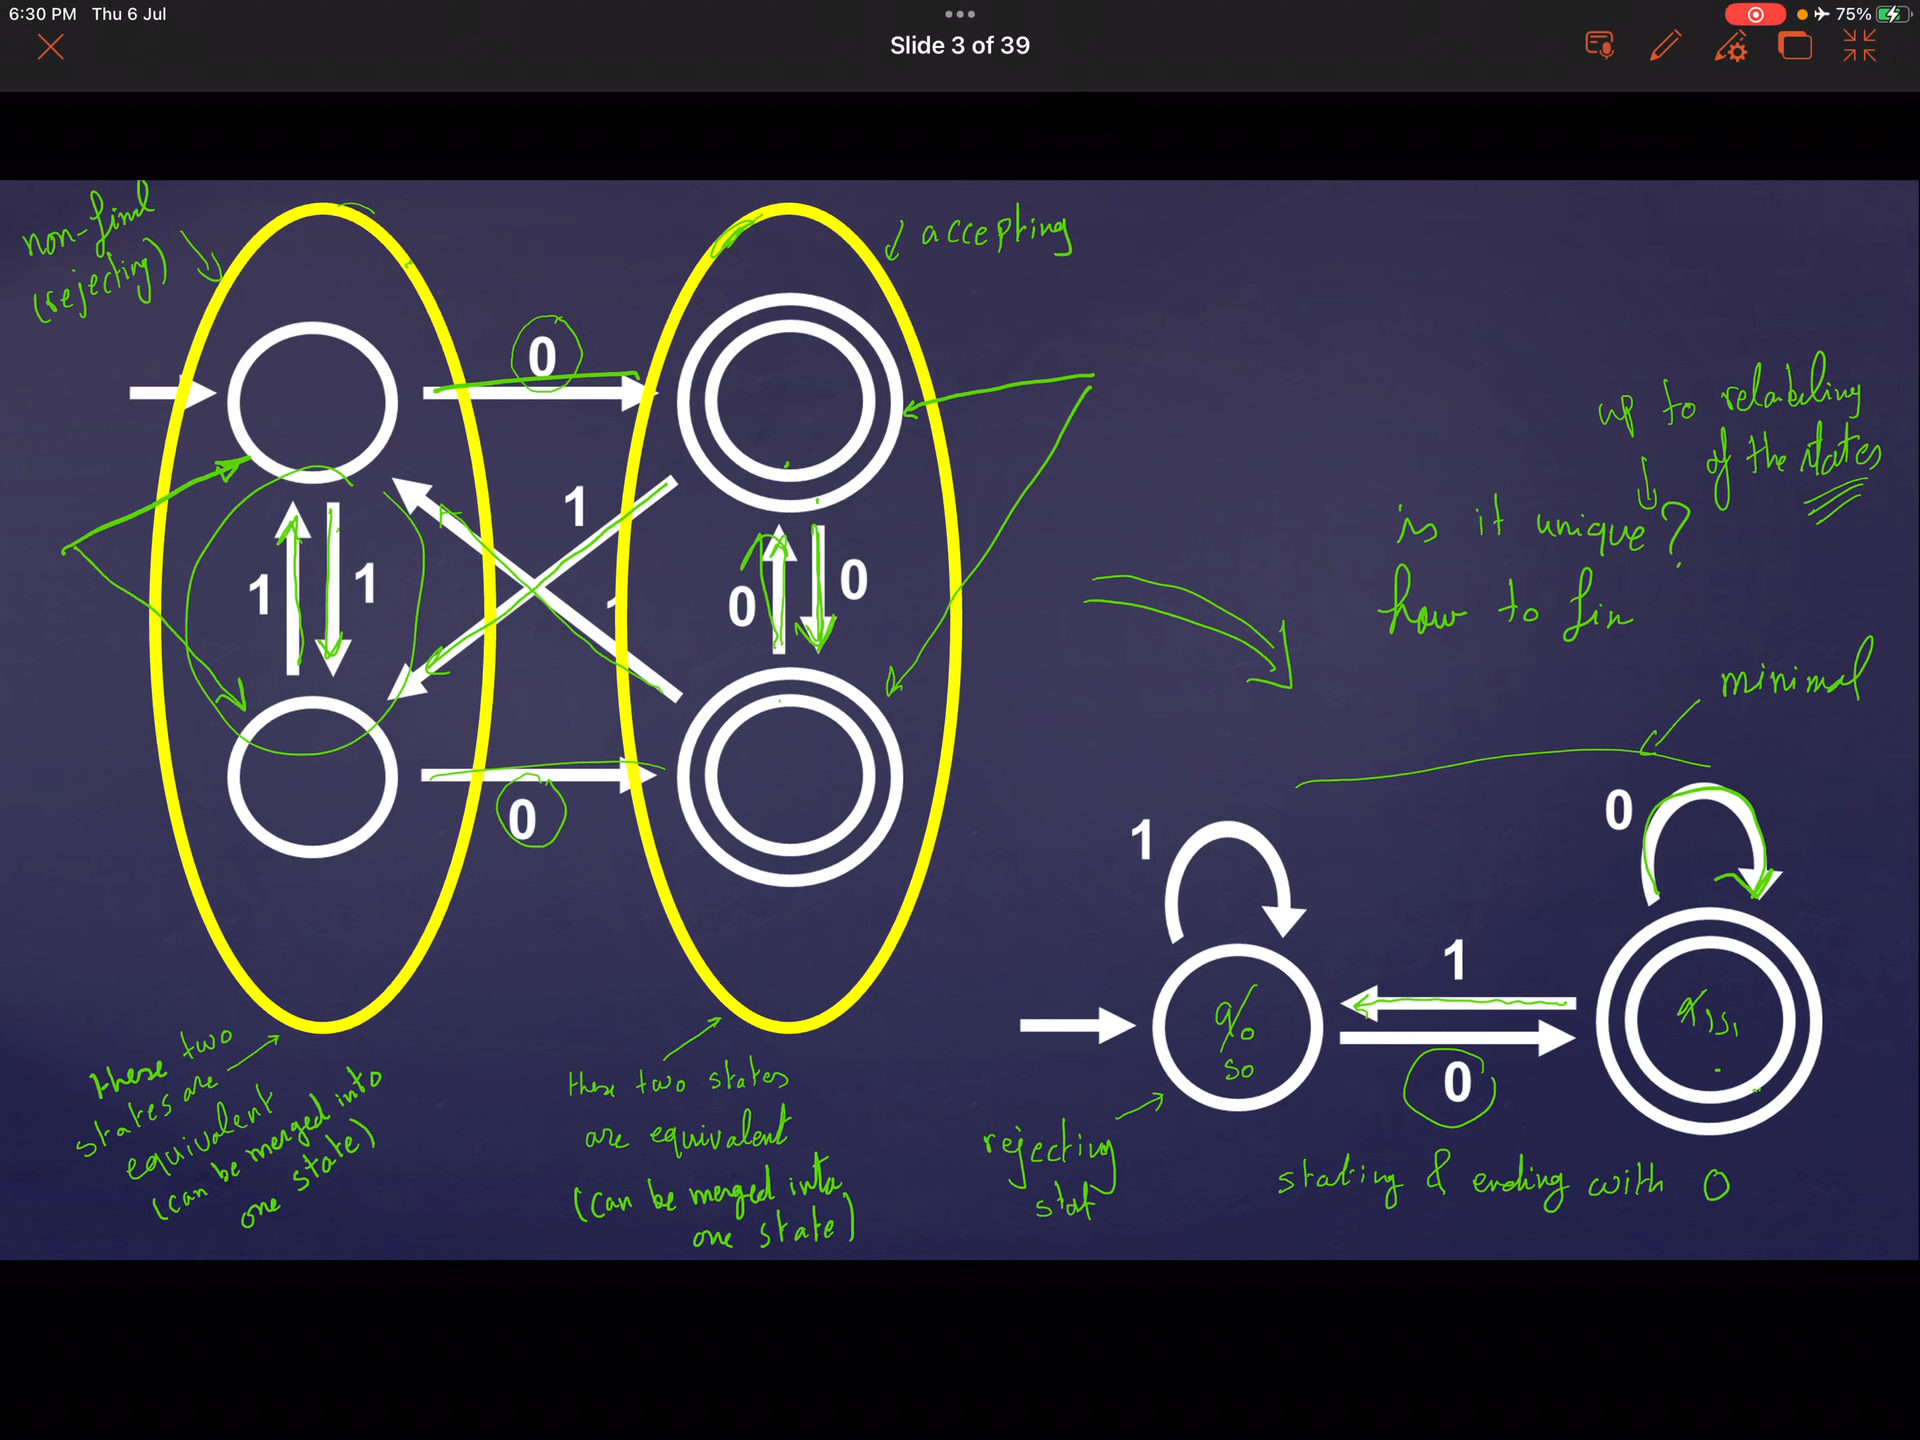 6:30 PM Thu 6 Jul
75%
Slide 3 of 39
non-final
(rejecting)
accepting
0
1
1
1
1
0
0
0
up to relabeling
of the states
is it unique?
how to fin
minimal
1
0
1
0
q0
s0
q1 s1
rejecting
stat
stating & ending with 0
these two
states are
equivalent
(can be merged into
one state)
these two states
are equivalent
(can be merged into
one state)